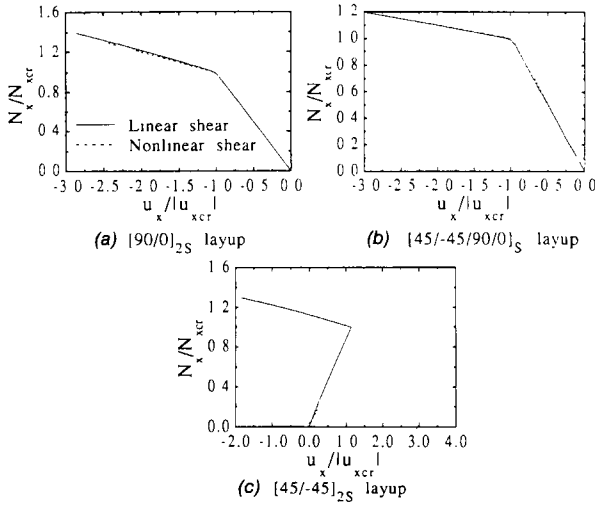 1.6
1.2
0 8
0 4
0 0
N_x/N_xcr
Linear shear
Nonlinear shear
-3 0 -2 5 -2 0 -1 5 -1 0 -0 5 0 0
u_x/|u_xcr|
(a) [90/0]_2S layup
1 2
1 0
0 8
0 6
0 4
0 2
0 0
N_x/N_xcr
-3 0 -2 5 -2 0 -1 5 -1 0 -0 5 0 0
u_x/|u_xcr|
(b) [45/-45/90/0]_S layup
1 6
1 2
0 8
0.4
0.0
N_x/N_xcr
-2.0 -1.0 0.0 1 0 2.0 3.0 4.0
u_x/|u_xcr|
(c) [45/-45]_2S layup